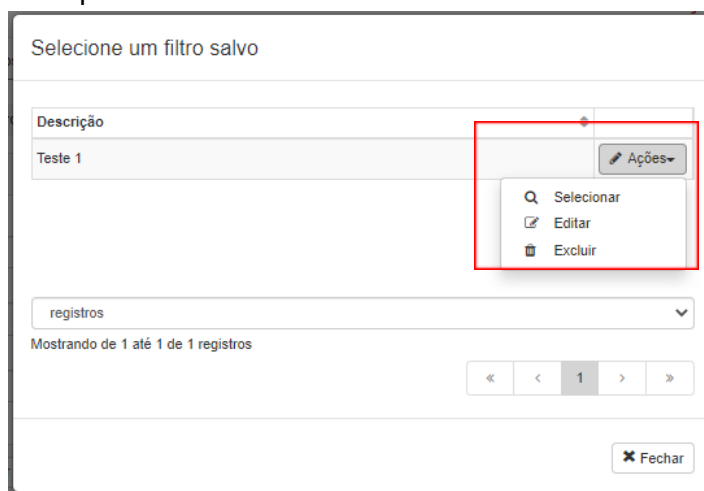 Selecione um filtro salvo
Descrição
Teste 1
Ações
Selecionar
Editar
Excluir
registros
Mostrando de 1 até 1 de 1 registros
« < 1 > »
Fechar